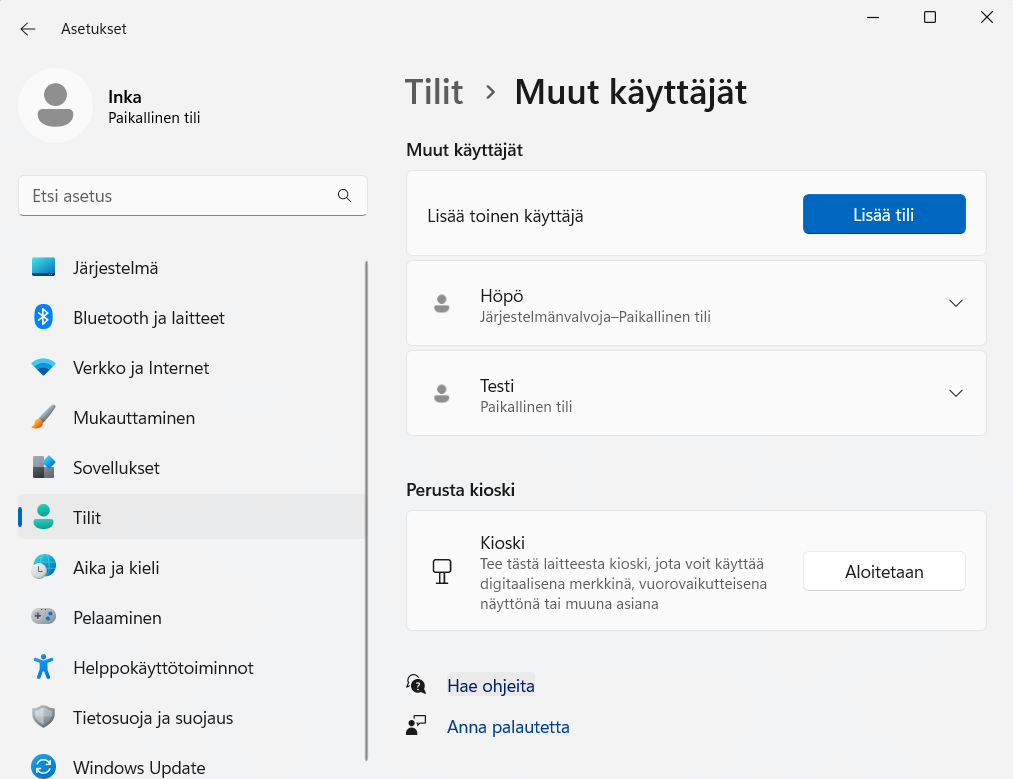 Asetukset
Inka
Paikallinen tili
Etsi asetus
Järjestelmä
Bluetooth ja laitteet
Verkko ja Internet
Mukauttaminen
Sovellukset
Tilit
Aika ja kieli
Pelaaminen
Helppokäyttötoiminnot
Tietosuoja ja suojaus
Windows Update
Tilit > Muut käyttäjät
Muut käyttäjät
Lisää toinen käyttäjä
Lisää tili
Höpö
Järjestelmänvalvoja–Paikallinen tili
Testi
Paikallinen tili
Perusta kioski
Kioski
Tee tästä laitteesta kioski, jota voit käyttää
digitaalisena merkkinä, vuorovaikutteisena
näyttönä tai muuna asiana
Aloitetaan
Hae ohjeita
Anna palautetta